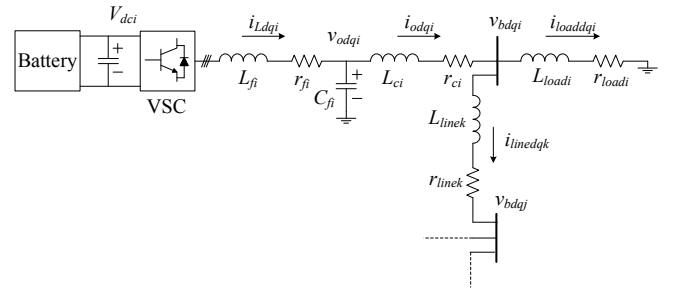 V_dci
i_Ldqi
v_odqi
i_odqi
v_bdqi
i_loaddqi
Battery
+
−
VSC
L_fi
r_fi
C_fi
+
−
L_ci
r_ci
L_loadi
r_loadi
L_linek
i_linedqk
r_linek
v_bdqj